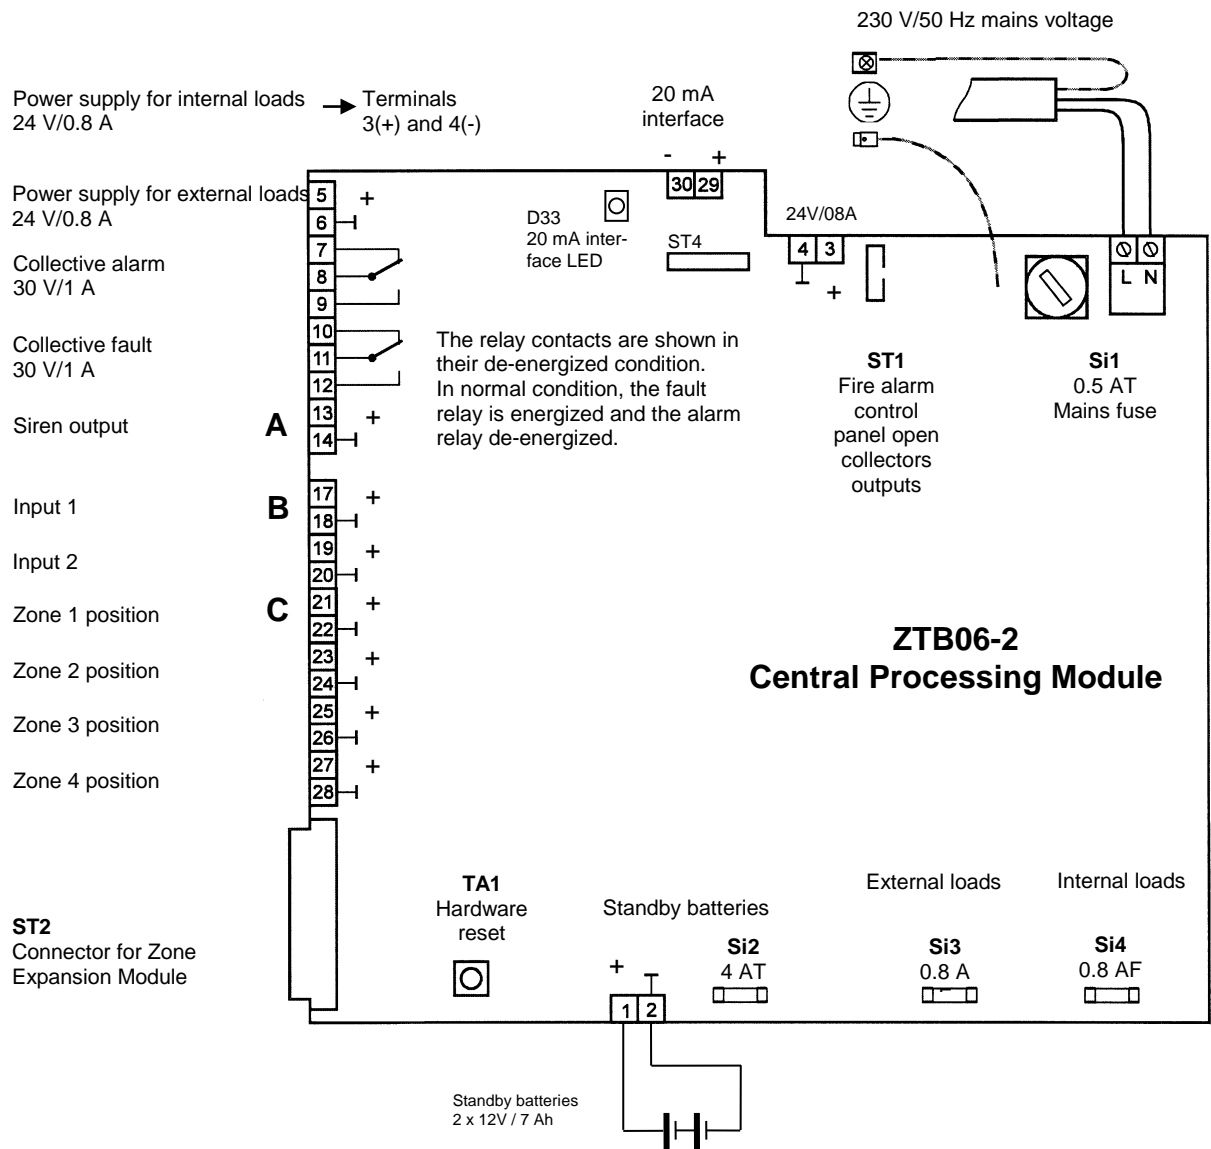 230 V/50 Hz mains voltage
Power supply for internal loads
24 V/0.8 A
Terminals
3(+) and 4(-)
20 mA
interface
- +
30 29
Power supply for external loads
24 V/0.8 A
5 +
6
D33
20 mA inter-
face LED
ST4
24V/08A
4 3
+
L N
Collective alarm
30 V/1 A
7
8
9
Collective fault
30 V/1 A
10
11
12
The relay contacts are shown in
their de-energized condition.
In normal condition, the fault
relay is energized and the alarm
relay de-energized.
ST1
Fire alarm
control
panel open
collectors
outputs
Si1
0.5 AT
Mains fuse
Siren output
A
13 +
14
Input 1
B
17 +
18
Input 2
19 +
20
Zone 1 position
C
21 +
22
Zone 2 position
23 +
24
Zone 3 position
25 +
26
Zone 4 position
27 +
28
ZTB06-2
Central Processing Module
ST2
Connector for Zone
Expansion Module
TA1
Hardware
reset
Standby batteries
+
1 2
Si2
4 AT
External loads
Si3
0.8 A
Internal loads
Si4
0.8 AF
Standby batteries
2 x 12V / 7 Ah